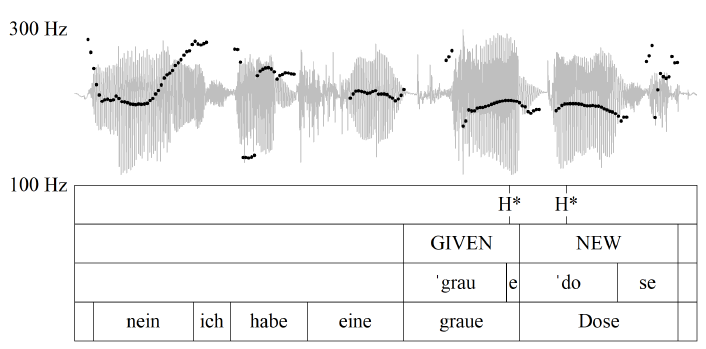 300 Hz
100 Hz
H* H*
GIVEN NEW
ˈgrau e ˈdo se
nein ich habe eine graue Dose